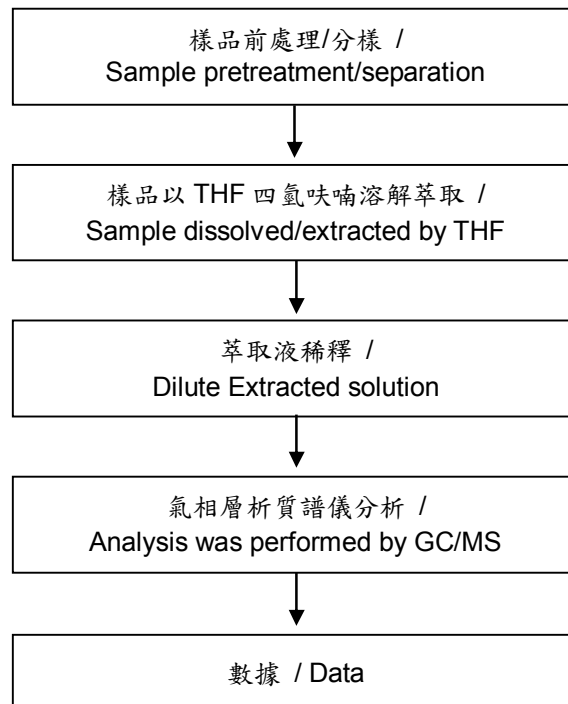 樣品前處理/分樣 /
Sample pretreatment/separation
樣品以 THF 四氫呋喃溶解萃取 /
Sample dissolved/extracted by THF
萃取液稀釋 /
Dilute Extracted solution
氣相層析質譜儀分析 /
Analysis was performed by GC/MS
數據 / Data